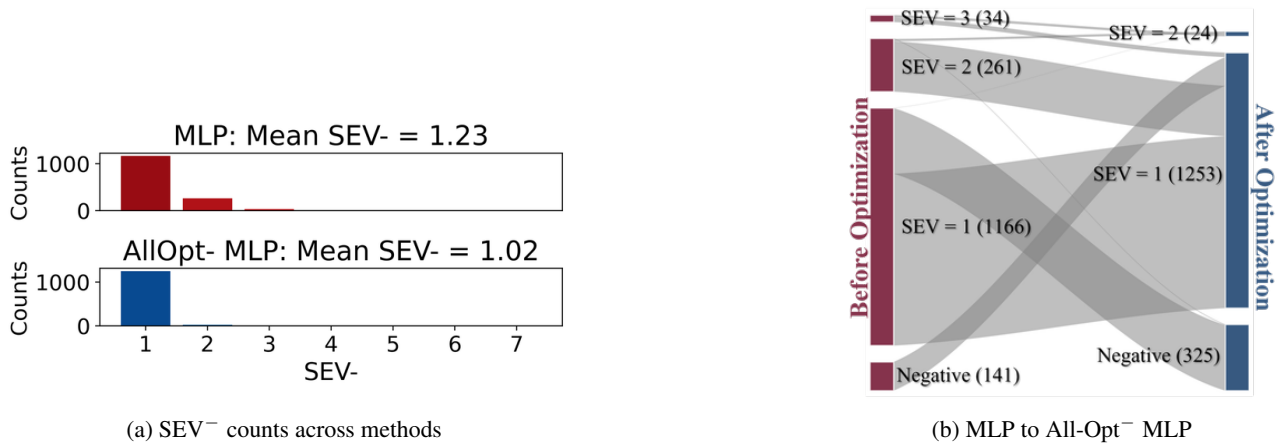 MLP: Mean SEV- = 1.23
Counts
1000
0
AllOpt- MLP: Mean SEV- = 1.02
Counts
1000
0
1 2 3 4 5 6 7
SEV-
(a) SEV⁻ counts across methods
Before Optimization
SEV = 3 (34)
SEV = 2 (261)
SEV = 1 (1166)
Negative (141)
SEV = 2 (24)
SEV = 1 (1253)
Negative (325)
After Optimization
(b) MLP to All-Opt⁻ MLP